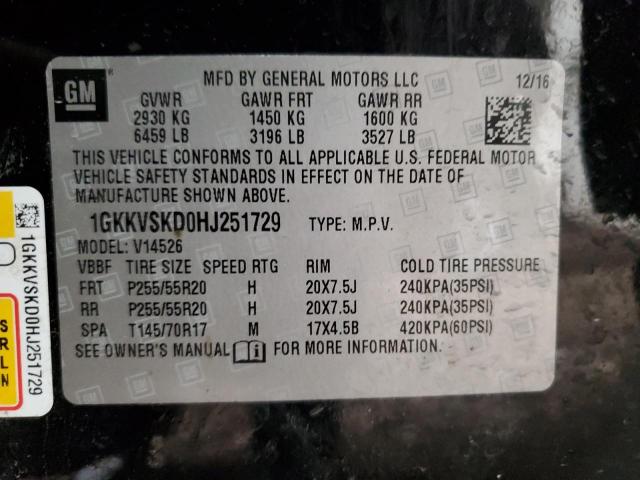 GM
MFD BY GENERAL MOTORS LLC 12/16
GVWR GAWR FRT GAWR RR
2930 KG 1450 KG 1600 KG
6459 LB 3196 LB 3527 LB
THIS VEHICLE CONFORMS TO ALL APPLICABLE U.S. FEDERAL MOTOR
VEHICLE SAFETY STANDARDS IN EFFECT ON THE DATE OF
MANUFACTURE SHOWN ABOVE.
1GKKVSKD0HJ251729 TYPE: M.P.V.
MODEL: V14526
VBBF TIRE SIZE SPEED RTG RIM COLD TIRE PRESSURE
FRT P255/55R20 H 20X7.5J 240KPA(35PSI)
RR P255/55R20 H 20X7.5J 240KPA(35PSI)
SPA T145/70R17 M 17X4.5B 420KPA(60PSI)
SEE OWNER'S MANUAL FOR MORE INFORMATION.
1GKKVSKD0HJ251729